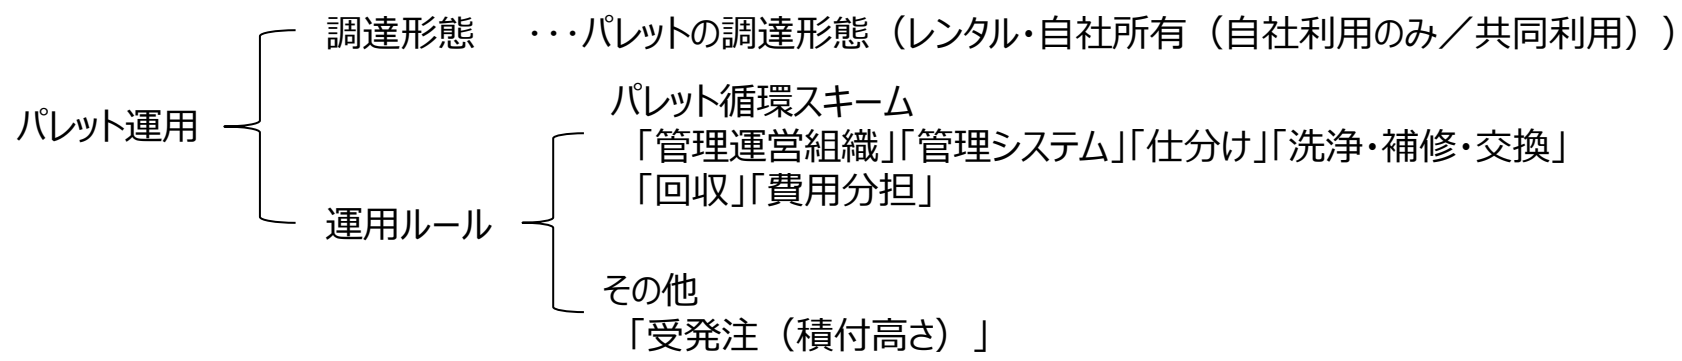 調達形態 ・・・パレットの調達形態（レンタル・自社所有（自社利用のみ／共同利用））
パレット運用
パレット循環スキーム
「管理運営組織」「管理システム」「仕分け」「洗浄・補修・交換」
「回収」「費用分担」
運用ルール
その他
「受発注（積付高さ）」